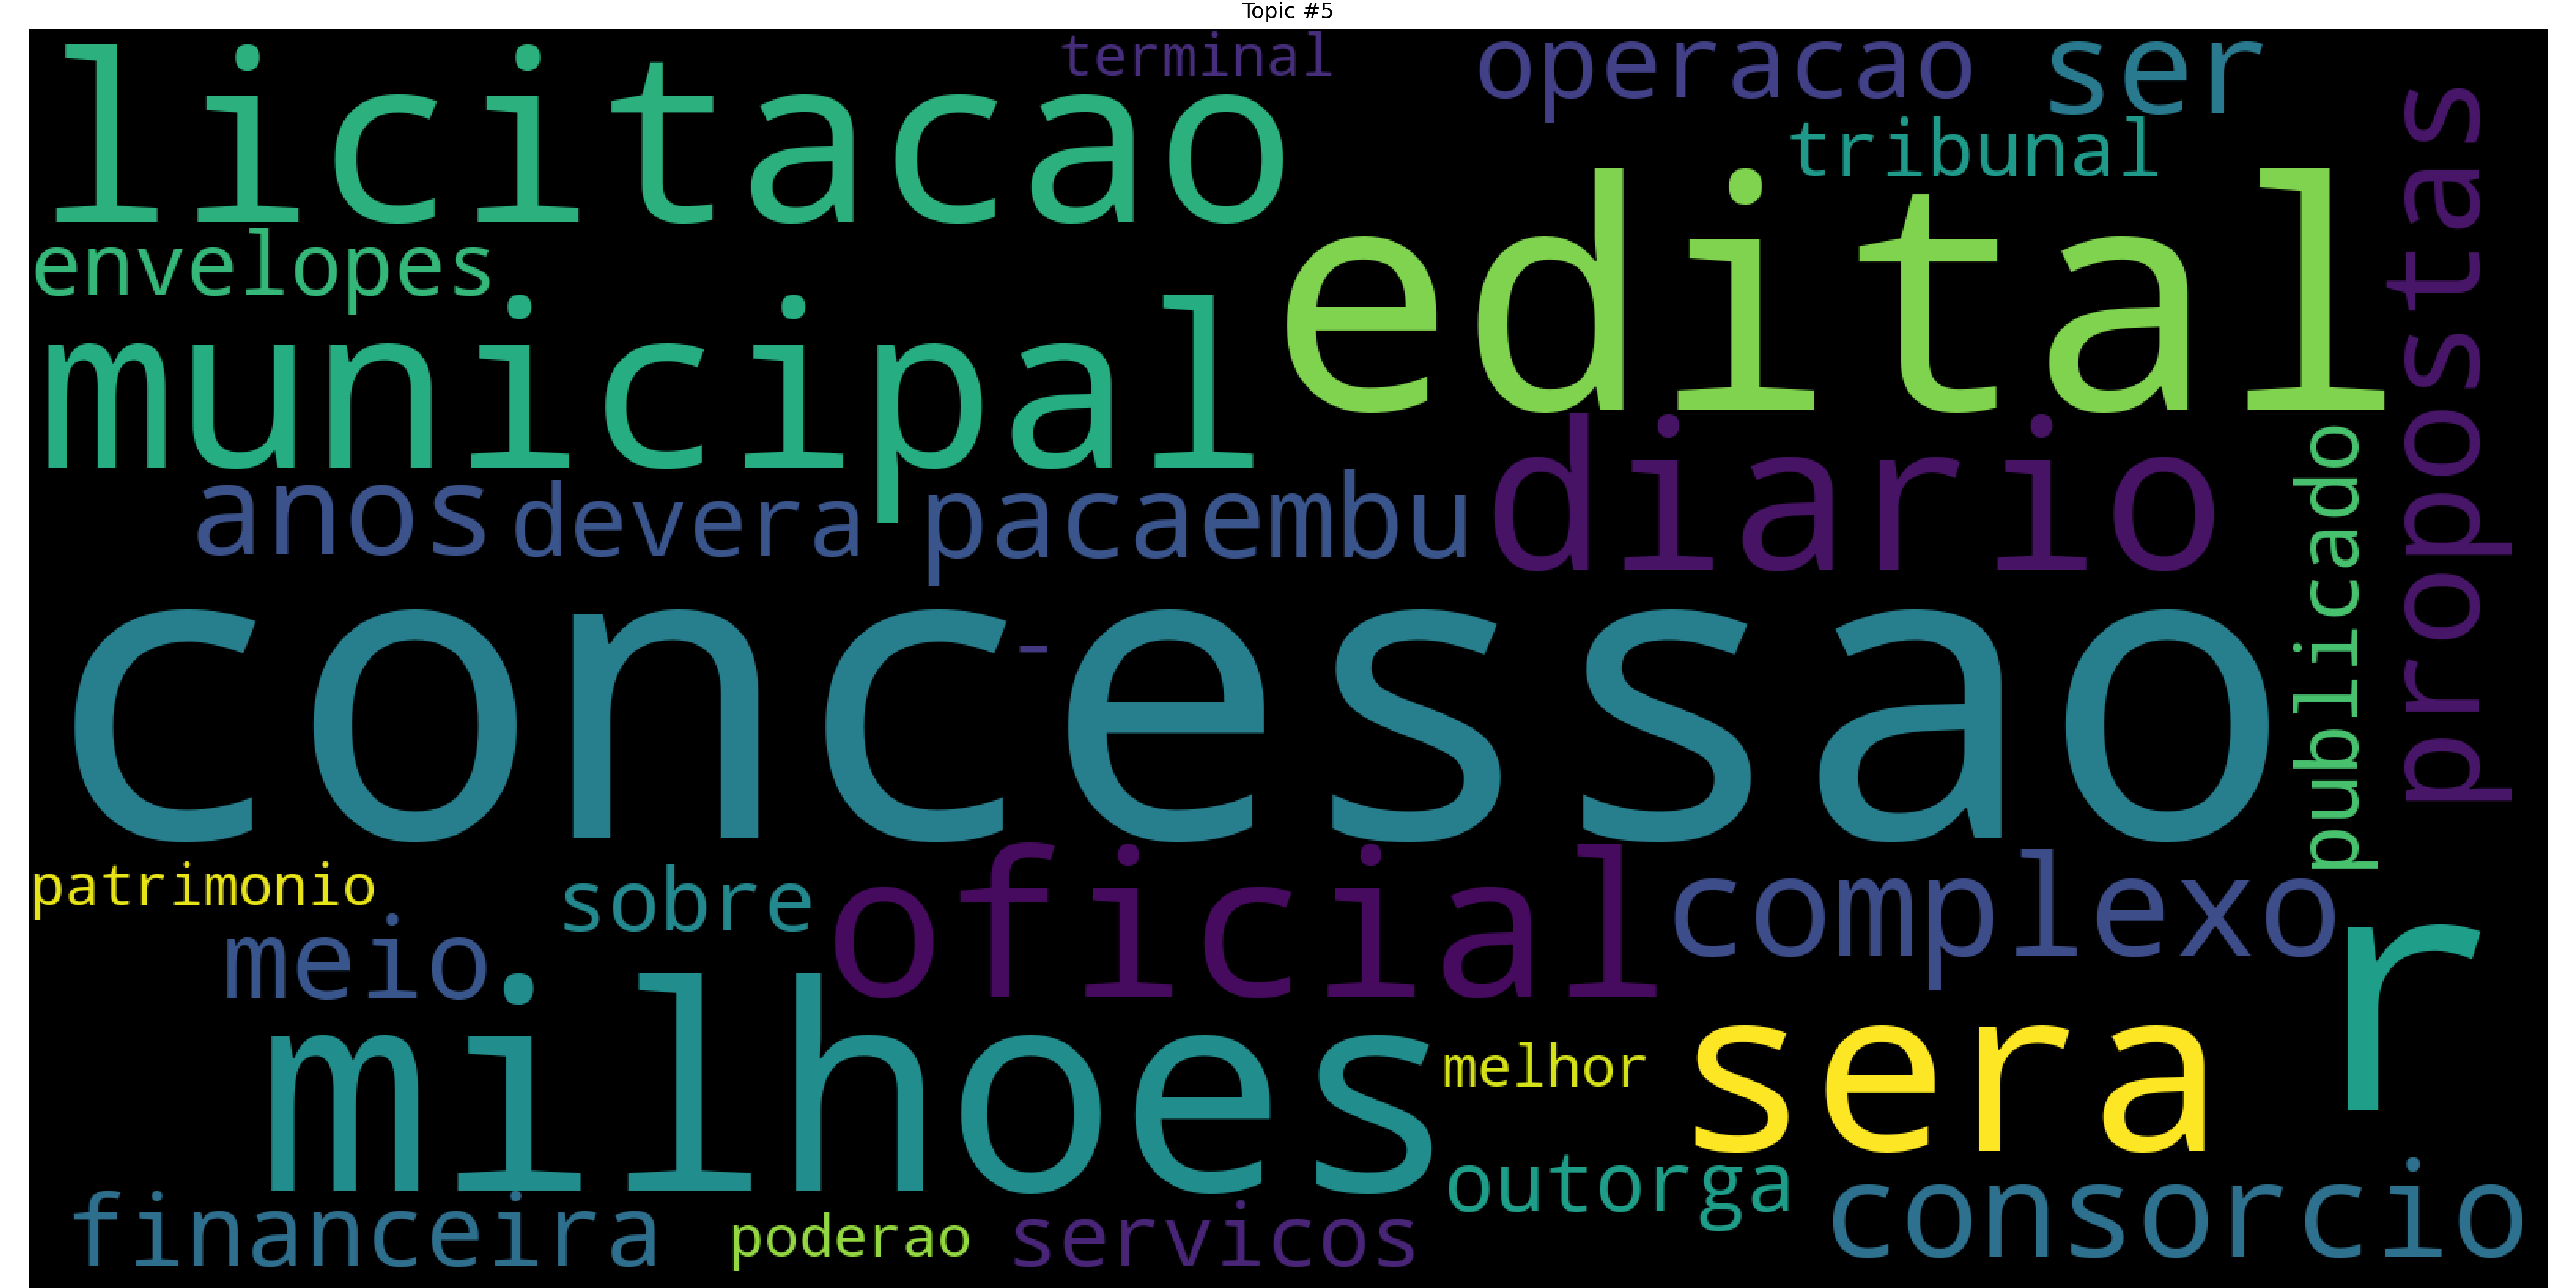 Topic #5
terminal
operacao
ser
licitacao
tribunal
propostas
envelopes
edital
municipal
diario
publicado
anos
devera
pacaembu
concessao
-
patrimonio
sobre
oficial
complexo
r
meio
milhoes
melhor
sera
outorga
consorcio
financeira
poderao
servicos